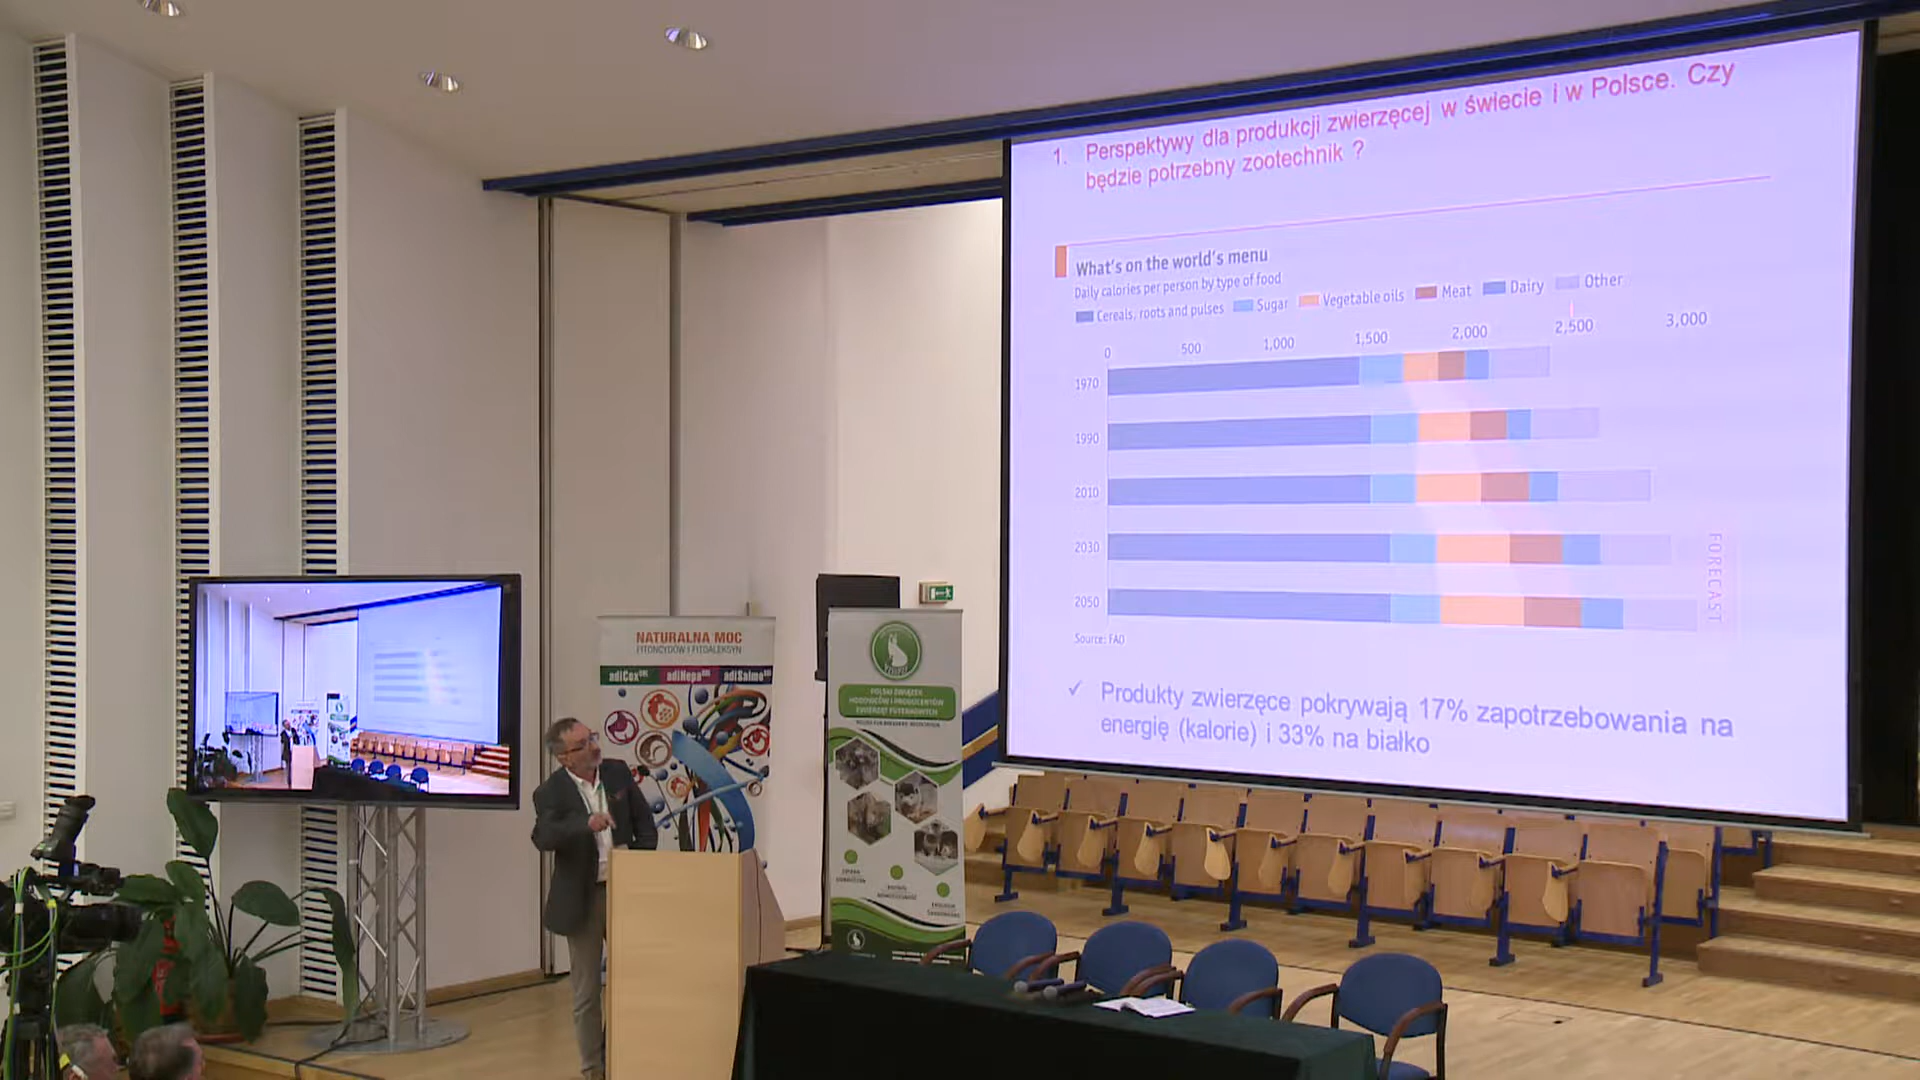 1. Perspektywy dla produkcji zwierzęcej w świecie i w Polsce. Czy
będzie potrzebny zootechnik ?
What's on the world's menu
Daily calories per person by type of food
Cereals, roots and pulses Sugar Vegetable oils Meat Dairy Other
0 500 1,000 1,500 2,000 2,500 3,000
1970
1990
2010
2030
2050
FORECAST
Source: FAO
✓ Produkty zwierzęce pokrywają 17% zapotrzebowania na
energię (kalorie) i 33% na białko
NATURALNA MOC
FITONCYDÓW I FITOALEKSYN
adiCox adiHepa adiSalmo
POLSKI ZWIĄZEK
HODOWCÓW I PRODUCENTÓW
ZWIERZĄT FUTERKOWYCH